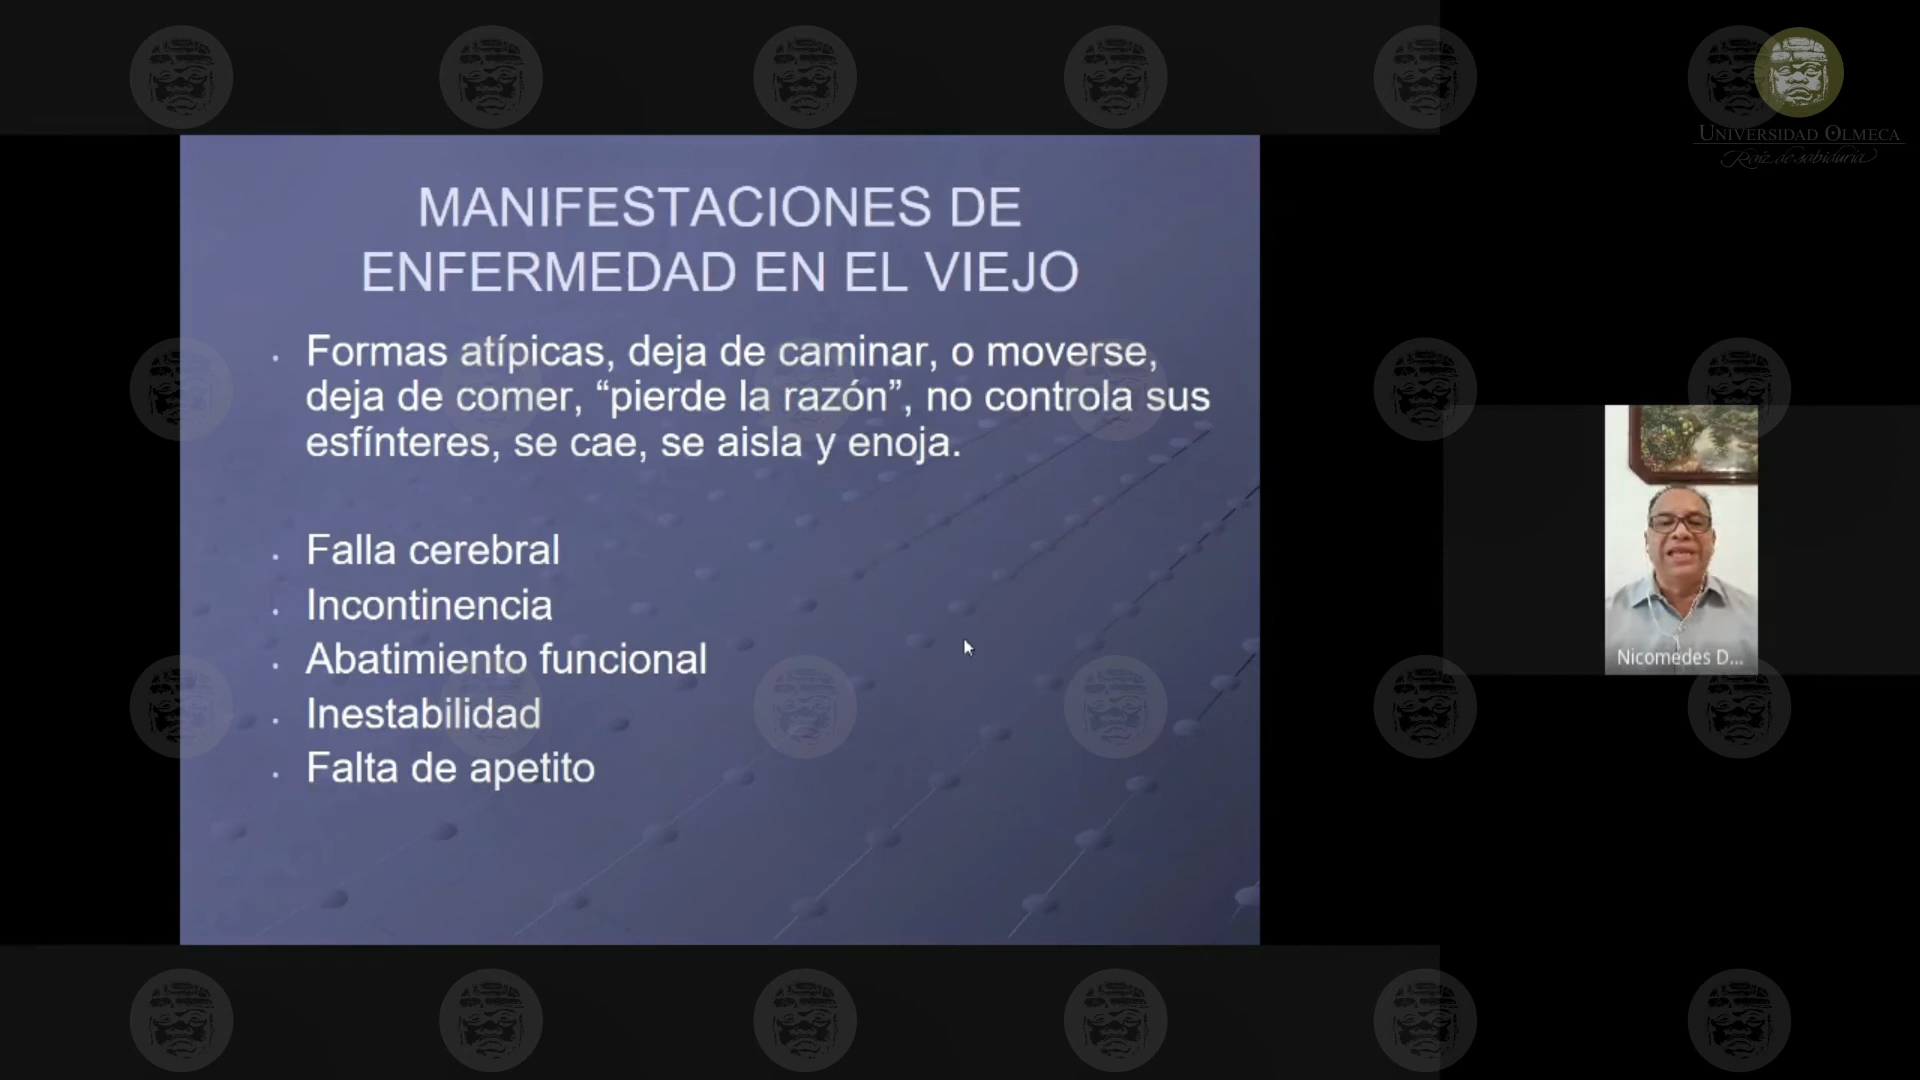 UNIVERSIDAD OLMECA
Raíz de sabiduría
MANIFESTACIONES DE
ENFERMEDAD EN EL VIEJO
. Formas atípicas, deja de caminar, o moverse,
deja de comer, “pierde la razón”, no controla sus
esfínteres, se cae, se aisla y enoja.
. Falla cerebral
. Incontinencia
. Abatimiento funcional
. Inestabilidad
. Falta de apetito
Nicomedes D...